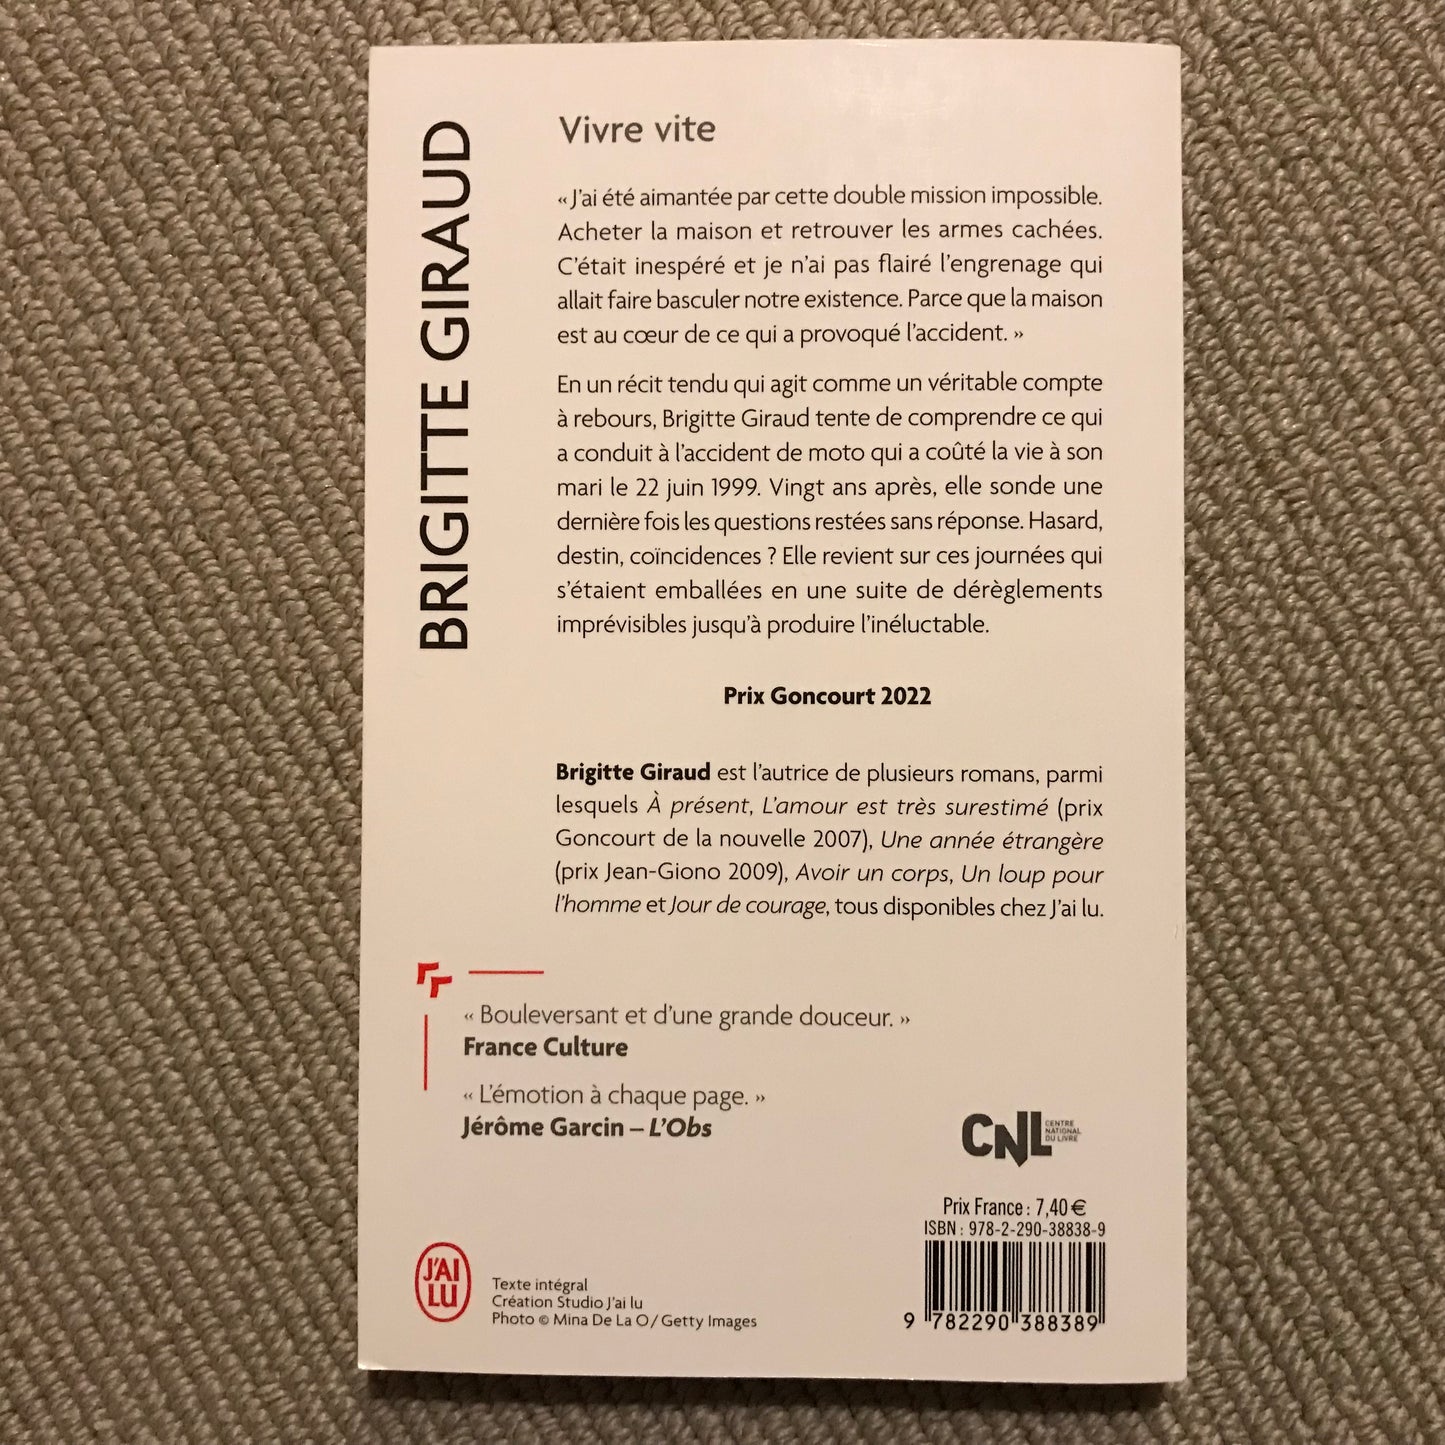 BRIGITTE GIRAUD
Vivre vite
« J'ai été aimantée par cette double mission impossible.
Acheter la maison et retrouver les armes cachées.
C'était inespéré et je n'ai pas flairé l'engrenage qui
allait faire basculer notre existence. Parce que la maison
est au cœur de ce qui a provoqué l'accident. »
En un récit tendu qui agit comme un véritable compte
à rebours, Brigitte Giraud tente de comprendre ce qui
a conduit à l'accident de moto qui a coûté la vie à son
mari le 22 juin 1999. Vingt ans après, elle sonde une
dernière fois les questions restées sans réponse. Hasard,
destin, coïncidences ? Elle revient sur ces journées qui
s'étaient emballées en une suite de dérèglements
imprévisibles jusqu'à produire l'inéluctable.
Prix Goncourt 2022
Brigitte Giraud est l'autrice de plusieurs romans, parmi
lesquels À présent, L'amour est très surestimé (prix
Goncourt de la nouvelle 2007), Une année étrangère
(prix Jean-Giono 2009), Avoir un corps, Un loup pour
l'homme et Jour de courage, tous disponibles chez J'ai lu.
« Bouleversant et d'une grande douceur. »
France Culture
« L'émotion à chaque page. »
Jérôme Garcin – L'Obs
CNL
CENTRE
NATIONAL
DU LIVRE
Prix France : 7,40 €
ISBN : 978-2-290-38838-9
9 782290 388389
J'AI
LU
Texte intégral
Création Studio J'ai lu
Photo © Mina De La O / Getty Images